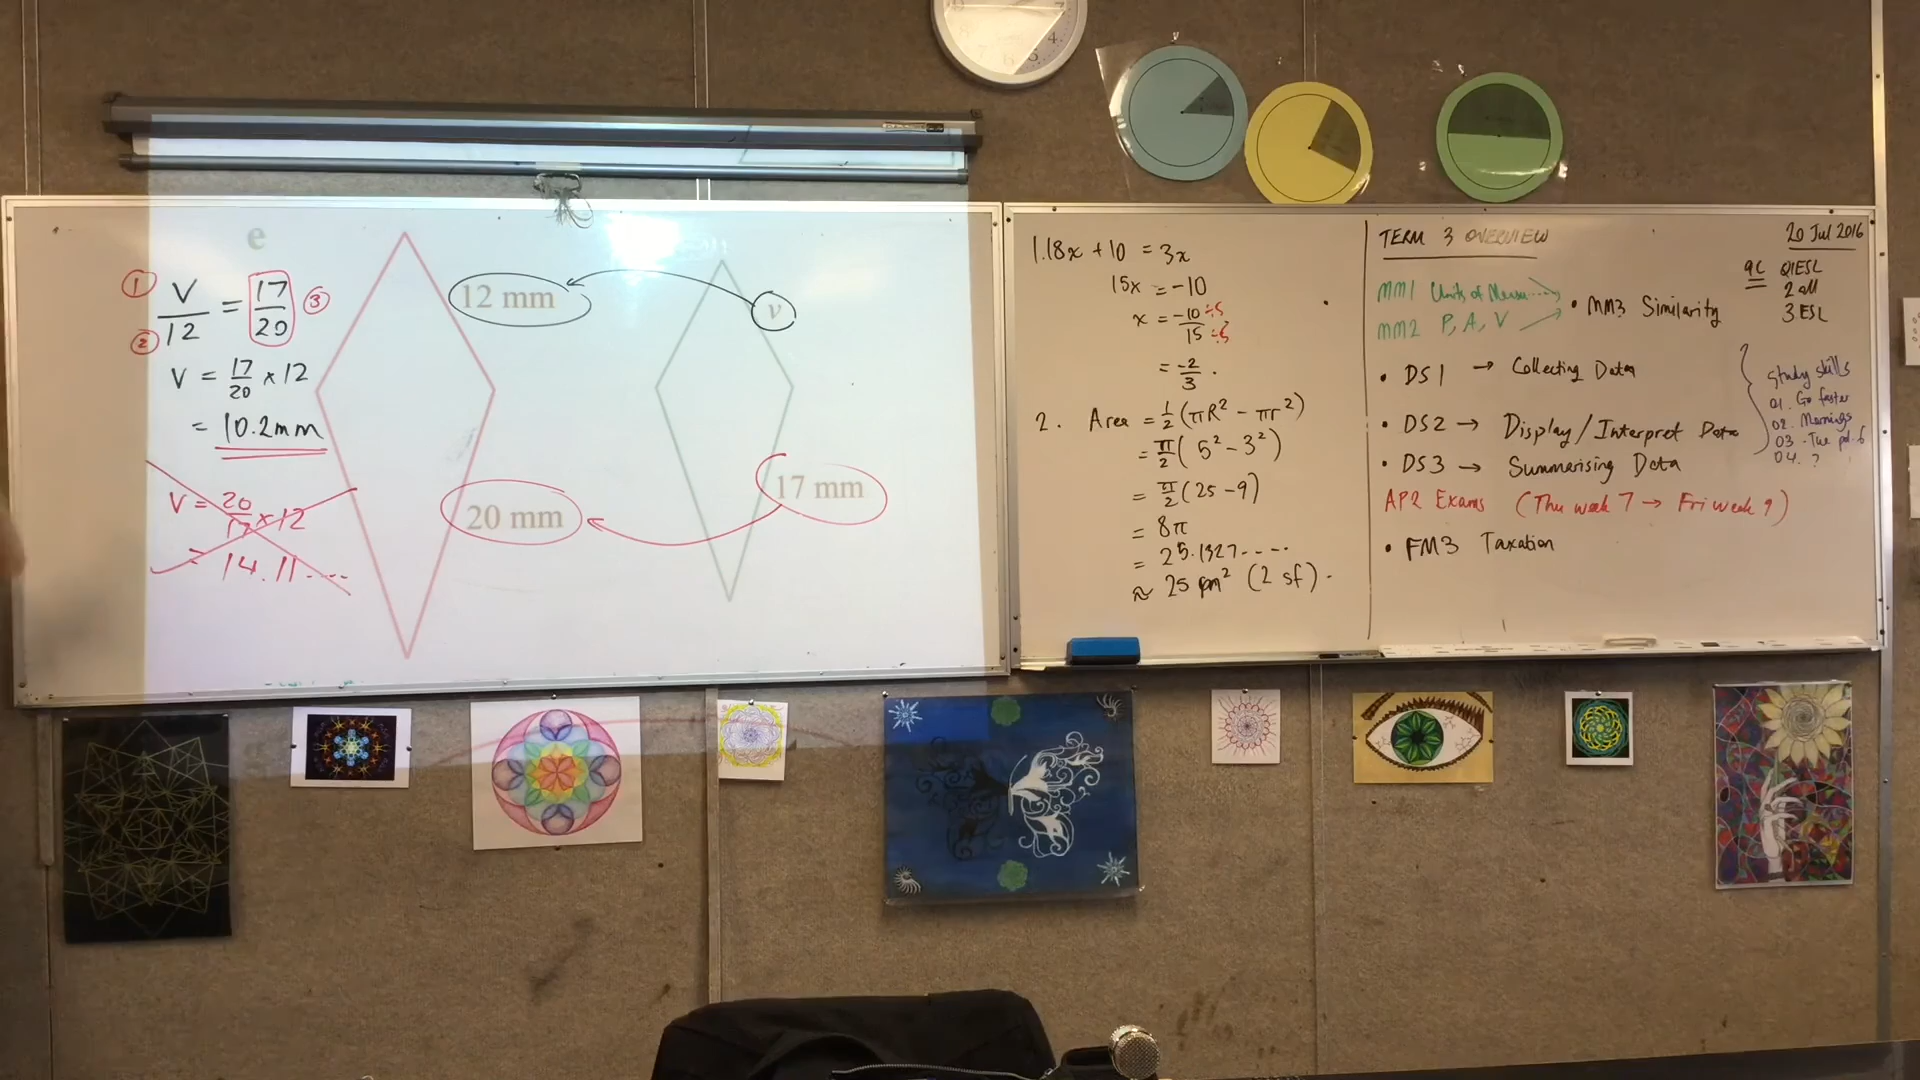 e
① V/12 = 17/20 ③
②
V = 17/20 × 12
= 10.2mm
V = 20/17 × 12
= 14.11....
12 mm
v
20 mm
17 mm
1. 18x + 10 = 3x
15x = -10
x = -10 ÷5 / 15 ÷5
= -2/3 .
2. Area = ½(πR² - πr²)
= π/2 (5² - 3²)
= π/2 (25 - 9)
= 8π
= 25.1327....
≈ 25 m² (2 sf).
TERM 3 OVERVIEW
MM1 Units of Measu
MM2 P, A, V
• MM3 Similarity
• DS1 → Collecting Data
• DS2 → Display/Interpret Data
• DS3 → Summarising Data
AP2 Exams (Thu week 7 → Fri week 9)
• FM3 Taxation
20 Jul 2016
9C Q1ESL
2 all
3 ESL
Study skills
01. Go faster
02. Mornings
03. Tue
04. ?